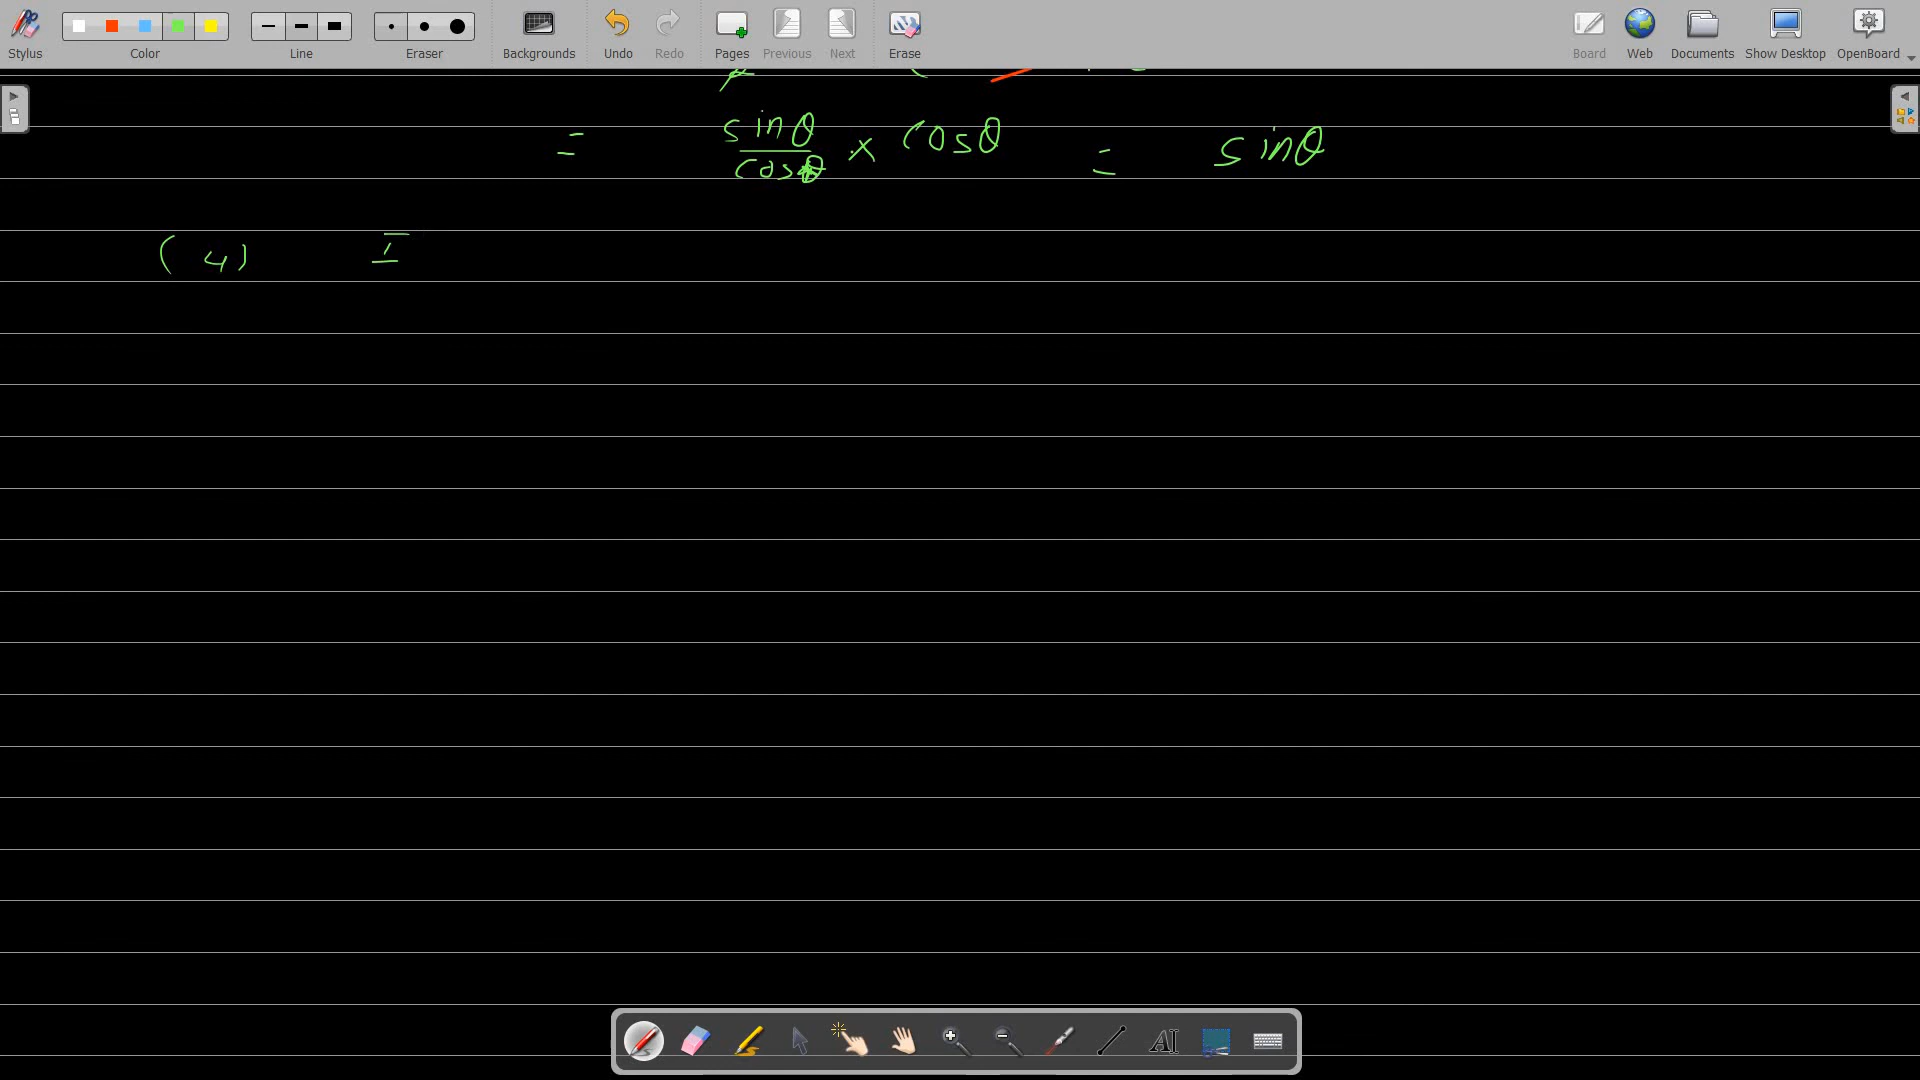 Stylus Color Line Eraser Backgrounds Undo Redo Pages Previous Next Erase Board Web Documents Show Desktop OpenBoard
= sinθ/cosθ × cosθ = sinθ
(4) I
AI